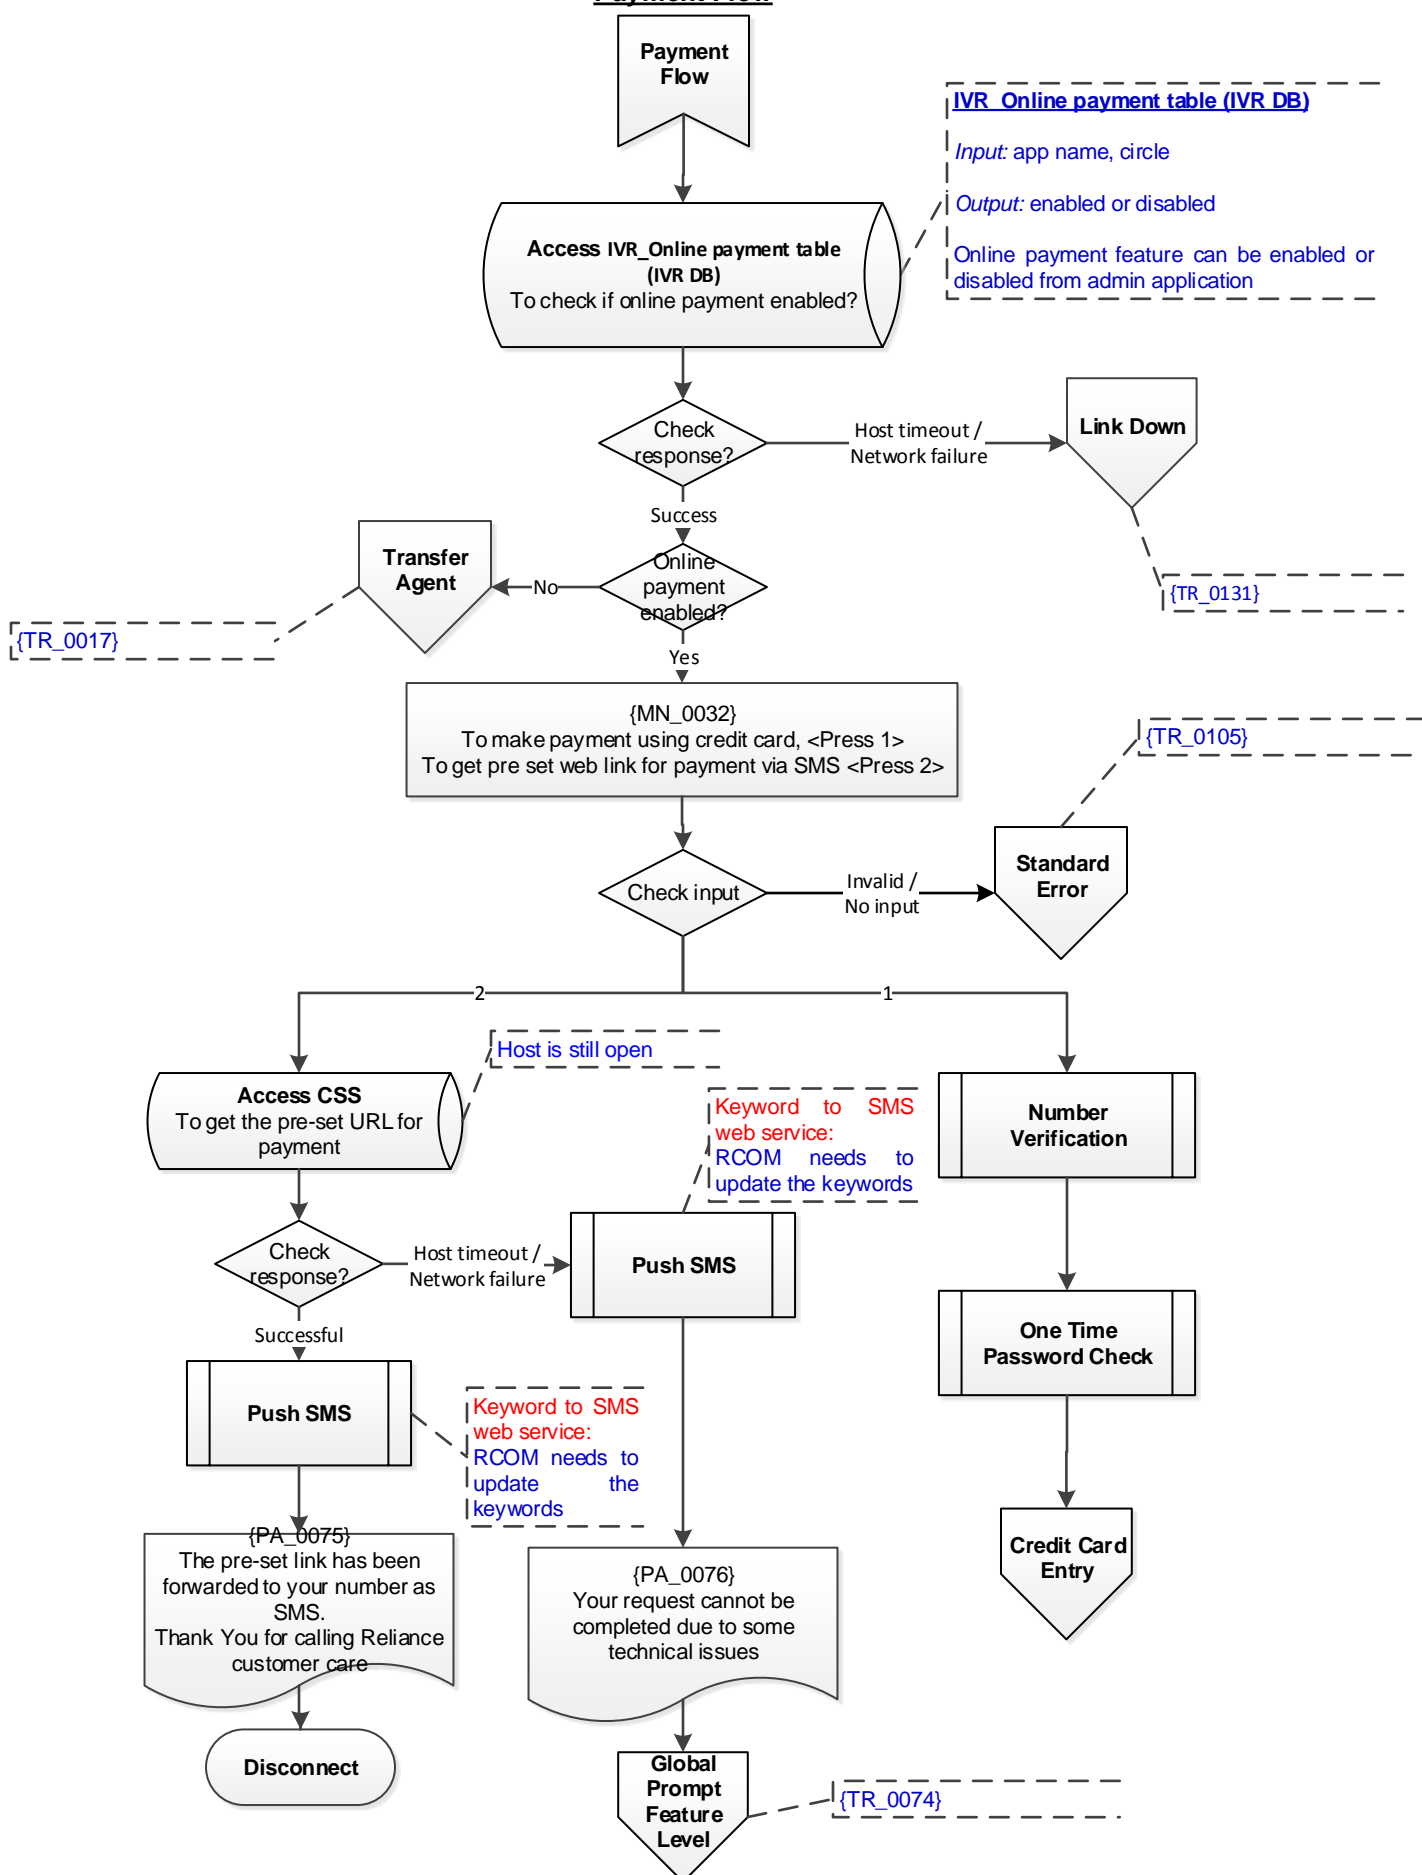 Payment Flow
Payment
Flow
IVR_Online payment table (IVR DB)
Input: app name, circle
Output: enabled or disabled
Online payment feature can be enabled or
disabled from admin application
Access IVR_Online payment table
(IVR DB)
To check if online payment enabled?
Check
response?
Host timeout /
Network failure
Link Down
Success
{TR_0131}
Transfer
Agent
No
Online
payment
enabled?
{TR_0017}
Yes
{MN_0032}
To make payment using credit card, <Press 1>
To get pre set web link for payment via SMS <Press 2>
{TR_0105}
Check input
Invalid /
No input
Standard
Error
2
1
Host is still open
Access CSS
To get the pre-set URL for
payment
Keyword to SMS
web service:
RCOM needs to
update the keywords
Number
Verification
Check
response?
Host timeout /
Network failure
Push SMS
Successful
One Time
Password Check
Push SMS
Keyword to SMS
web service:
RCOM needs to
update the
keywords
{PA_0075}
The pre-set link has been
forwarded to your number as
SMS.
Thank You for calling Reliance
customer care
{PA_0076}
Your request cannot be
completed due to some
technical issues
Credit Card
Entry
Disconnect
Global
Prompt
Feature
Level
{TR_0074}